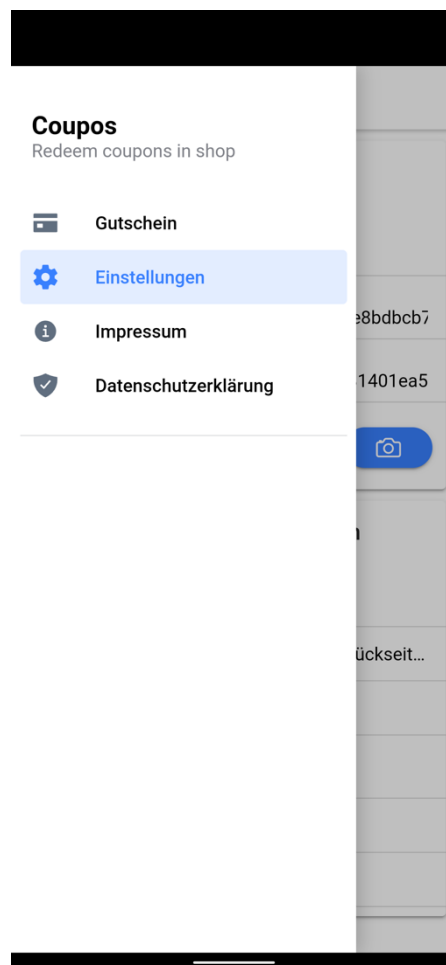 Coupos
Redeem coupons in shop
Gutschein
Einstellungen
Impressum
Datenschutzerklärung
e8bdbcb7
1401ea5
ückseit...